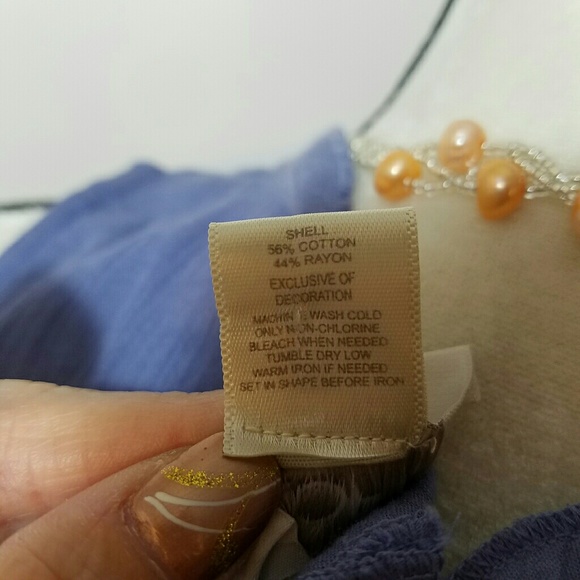 SHELL
56% COTTON
44% RAYON
EXCLUSIVE OF
DECORATION
MACHINE WASH COLD
ONLY NON-CHLORINE
BLEACH WHEN NEEDED
TUMBLE DRY LOW
WARM IRON IF NEEDED
SET IN SHAPE BEFORE IRON